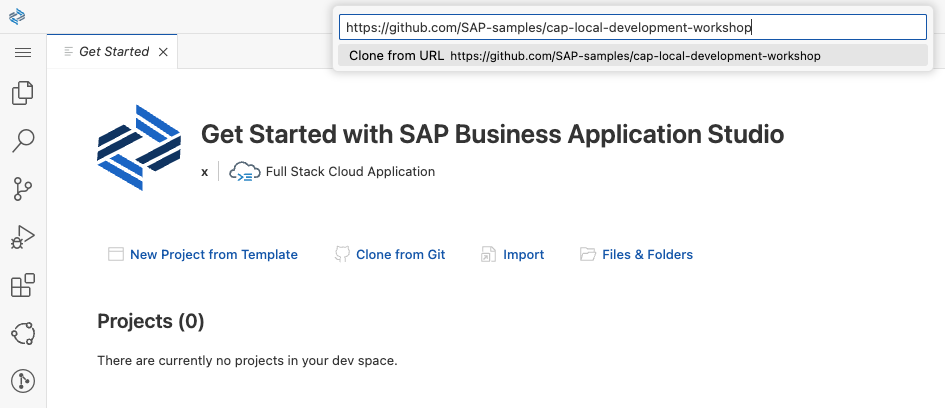 https://github.com/SAP-samples/cap-local-development-workshop
Clone from URL https://github.com/SAP-samples/cap-local-development-workshop
Get Started
Get Started with SAP Business Application Studio
x Full Stack Cloud Application
New Project from Template Clone from Git Import Files & Folders
Projects (0)
There are currently no projects in your dev space.